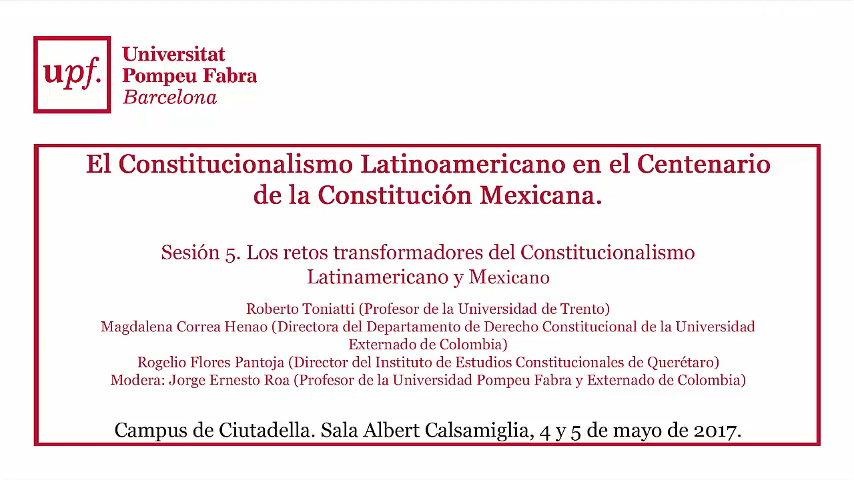 upf.
Universitat
Pompeu Fabra
Barcelona
El Constitucionalismo Latinoamericano en el Centenario
de la Constitución Mexicana.
Sesión 5. Los retos transformadores del Constitucionalismo
Latinamericano y Mexicano
Roberto Toniatti (Profesor de la Universidad de Trento)
Magdalena Correa Henao (Directora del Departamento de Derecho Constitucional de la Universidad
Externado de Colombia)
Rogelio Flores Pantoja (Director del Instituto de Estudios Constitucionales de Querétaro)
Modera: Jorge Ernesto Roa (Profesor de la Universidad Pompeu Fabra y Externado de Colombia)
Campus de Ciutadella. Sala Albert Calsamiglia, 4 y 5 de mayo de 2017.